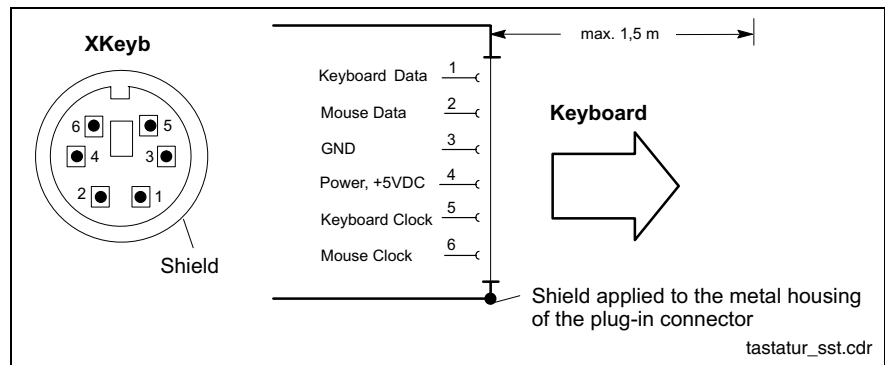 XKeyb
max. 1,5 m
6
5
4
3
2
1
Shield
Keyboard Data 1
Mouse Data 2
GND 3
Power, +5VDC 4
Keyboard Clock 5
Mouse Clock 6
Keyboard
Shield applied to the metal housing
of the plug-in connector
tastatur_sst.cdr